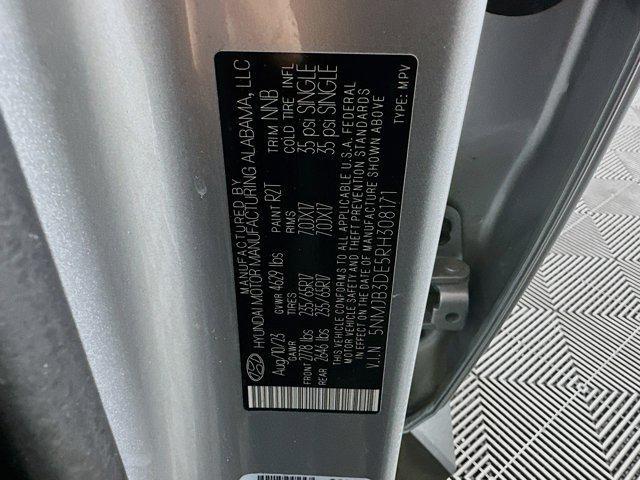 MANUFACTURED BY
HYUNDAI MOTOR MANUFACTURING ALABAMA, LLC
Aug/10/23 GVWR 4629 lbs PAINT R2T TRIM NNB
GAWR TIRES RIMS COLD TIRE INFL
FRONT 2778 lbs 235/65R17 7.0JX17 35 psi SINGLE
REAR 2646 lbs 235/65R17 7.0JX17 35 psi SINGLE
THIS VEHICLE CONFORMS TO ALL APPLICABLE U.S.A. FEDERAL
MOTOR VEHICLE SAFETY AND THEFT PREVENTION STANDARDS
IN EFFECT ON THE DATE OF MANUFACTURE SHOWN ABOVE
V.I.N 5NMJB3DE5RH308171 TYPE: MPV